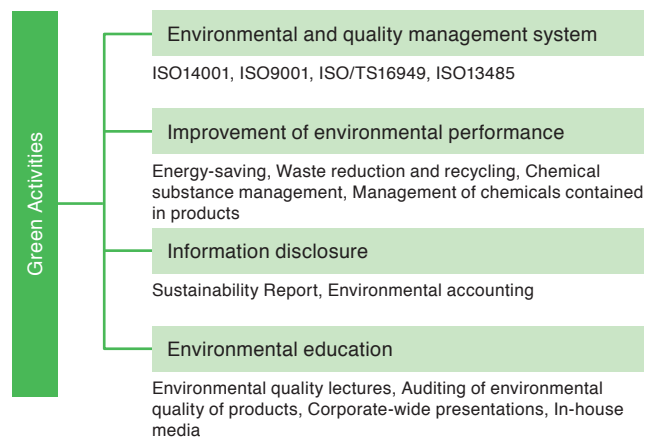 Green Activities
Environmental and quality management system
ISO14001, ISO9001, ISO/TS16949, ISO13485
Improvement of environmental performance
Energy-saving, Waste reduction and recycling, Chemical
substance management, Management of chemicals contained
in products
Information disclosure
Sustainability Report, Environmental accounting
Environmental education
Environmental quality lectures, Auditing of environmental
quality of products, Corporate-wide presentations, In-house
media